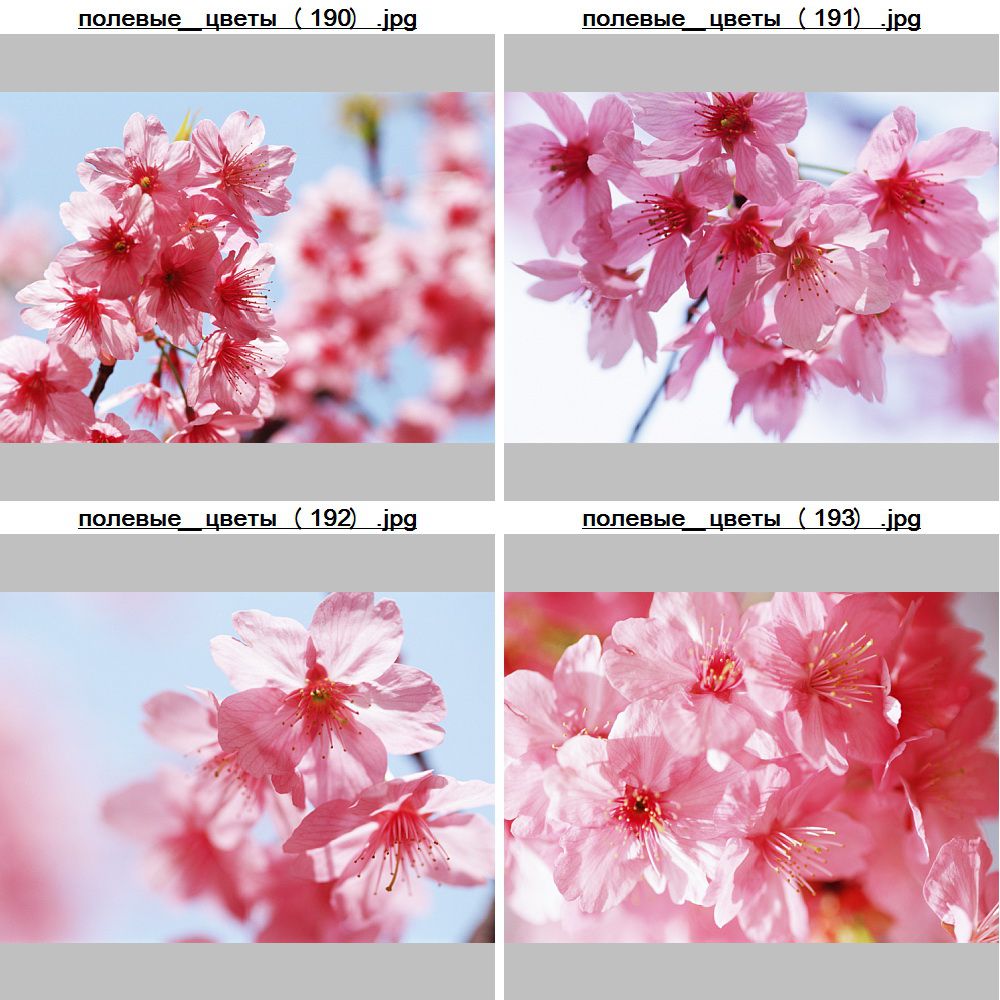 полевые__цветы ( 190) .jpg
полевые__цветы ( 191) .jpg
полевые__цветы ( 192) .jpg
полевые__цветы ( 193) .jpg